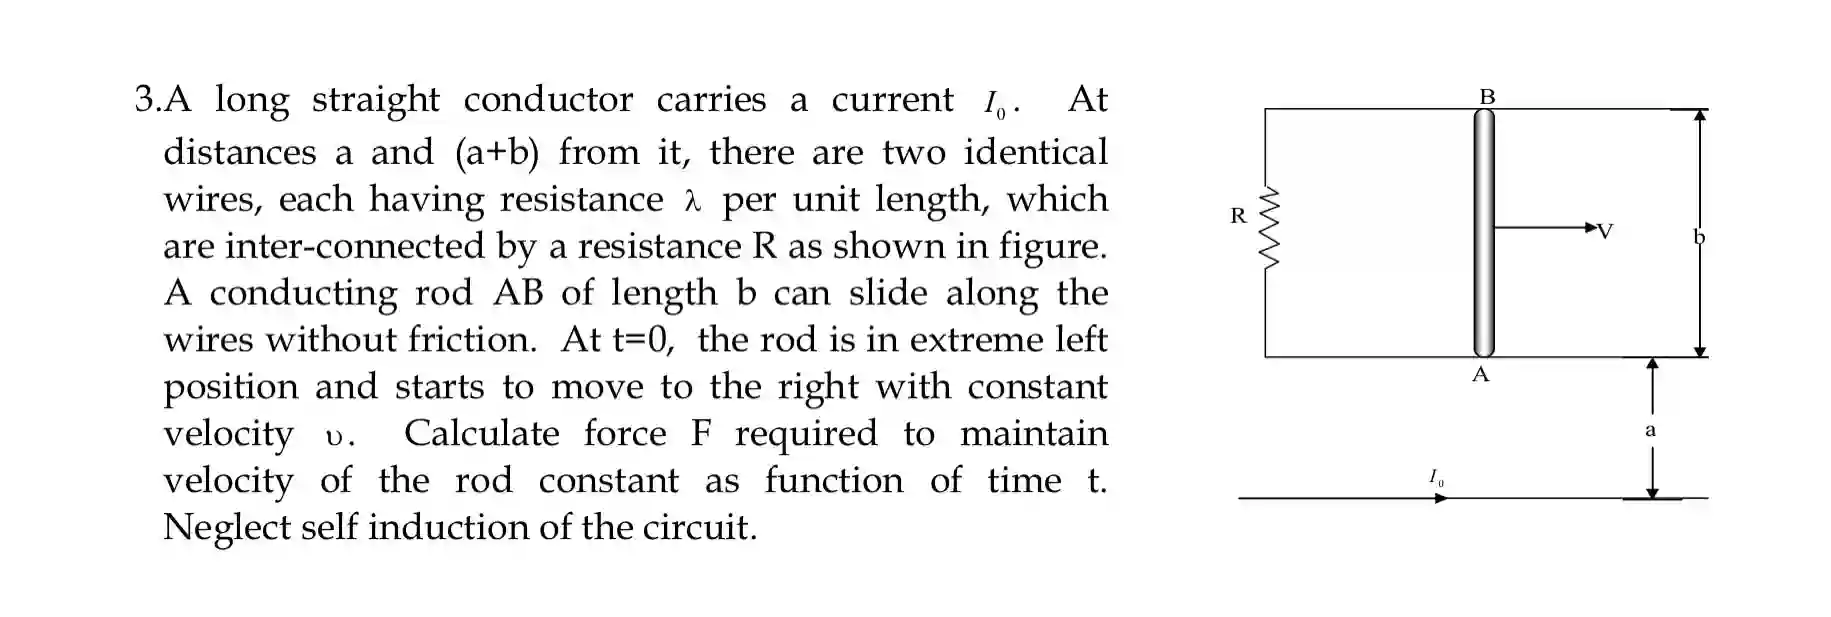 3.A long straight conductor carries a current I₀. At
distances a and (a+b) from it, there are two identical
wires, each having resistance λ per unit length, which
are inter-connected by a resistance R as shown in figure.
A conducting rod AB of length b can slide along the
wires without friction. At t=0, the rod is in extreme left
position and starts to move to the right with constant
velocity υ. Calculate force F required to maintain
velocity of the rod constant as function of time t.
Neglect self induction of the circuit.
B
R
V
b
A
a
I₀